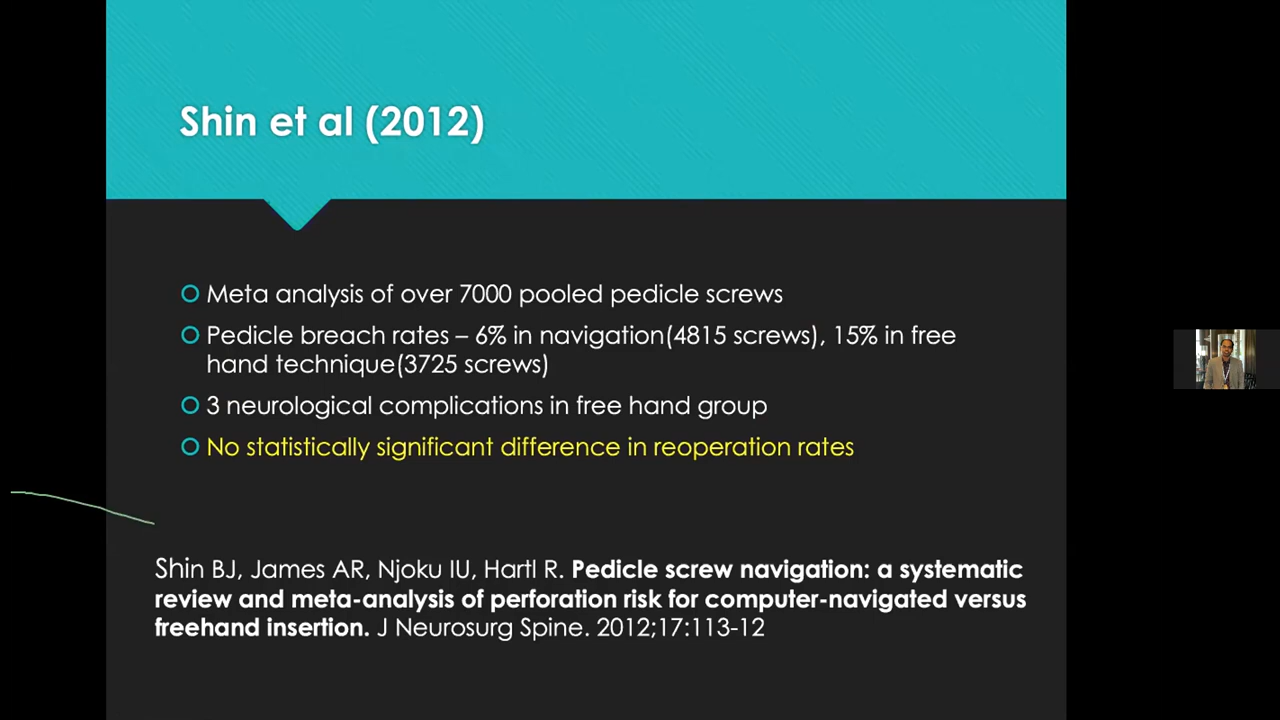 Shin et al (2012)
Meta analysis of over 7000 pooled pedicle screws
Pedicle breach rates – 6% in navigation(4815 screws), 15% in free
hand technique(3725 screws)
3 neurological complications in free hand group
No statistically significant difference in reoperation rates
Shin BJ, James AR, Njoku IU, Hartl R. Pedicle screw navigation: a systematic
review and meta-analysis of perforation risk for computer-navigated versus
freehand insertion. J Neurosurg Spine. 2012;17:113-12